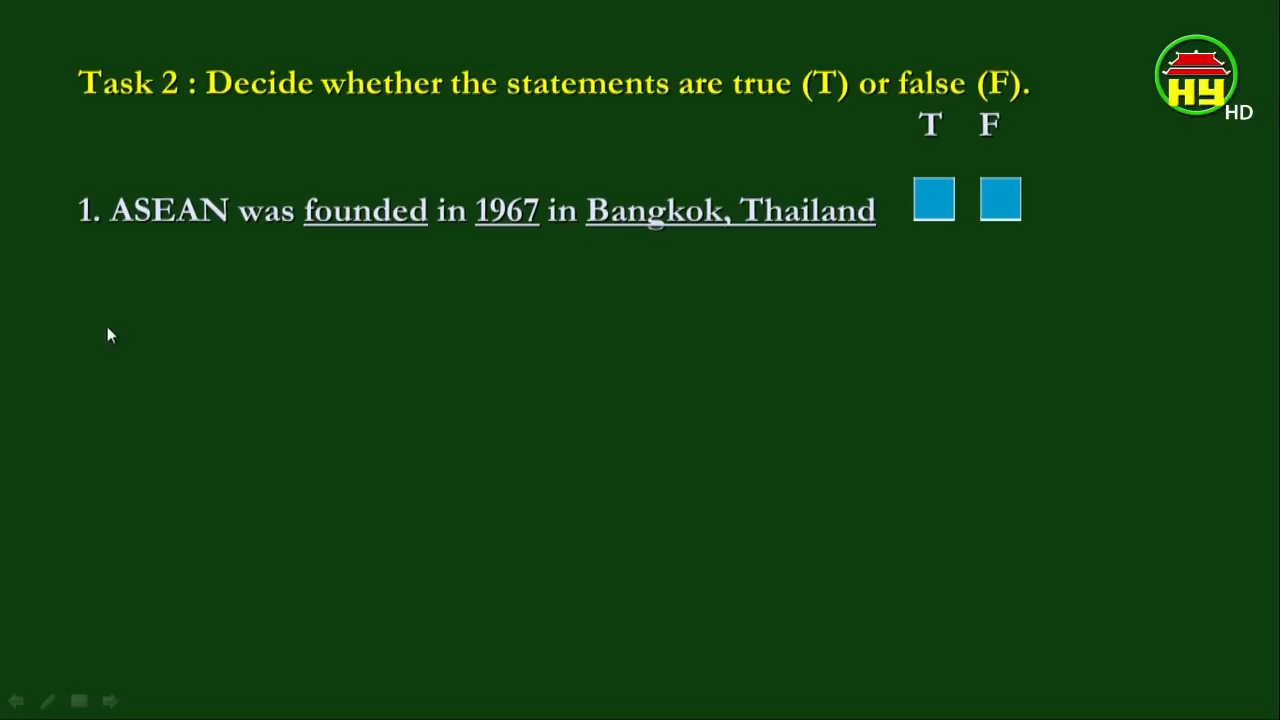 Task 2 : Decide whether the statements are true (T) or false (F).
T F
1. ASEAN was founded in 1967 in Bangkok, Thailand
HY
HD